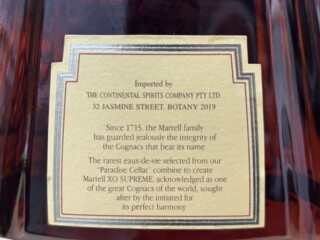 Imported by
THE CONTINENTAL SPIRITS COMPANY PTY LTD.
32 JASMINE STREET, BOTANY 2019
Since 1715, the Martell family
has guarded jealously the integrity of
the Cognacs that bear its name
The rarest eaux-de-vie selected from our
"Paradise Cellar" combine to create
Martell XO SUPREME, acknowledged as one
of the great Cognacs of the world, sought
after by the initiated for
its perfect harmony